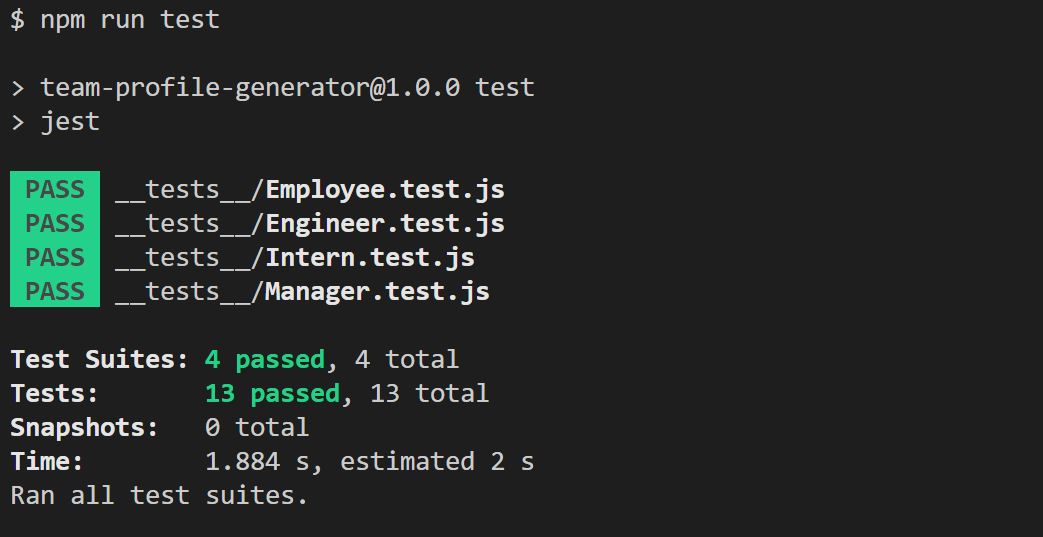 $ npm run test
> team-profile-generator@1.0.0 test
> jest
PASS __tests__/Employee.test.js
PASS __tests__/Engineer.test.js
PASS __tests__/Intern.test.js
PASS __tests__/Manager.test.js
Test Suites: 4 passed, 4 total
Tests: 13 passed, 13 total
Snapshots: 0 total
Time: 1.884 s, estimated 2 s
Ran all test suites.